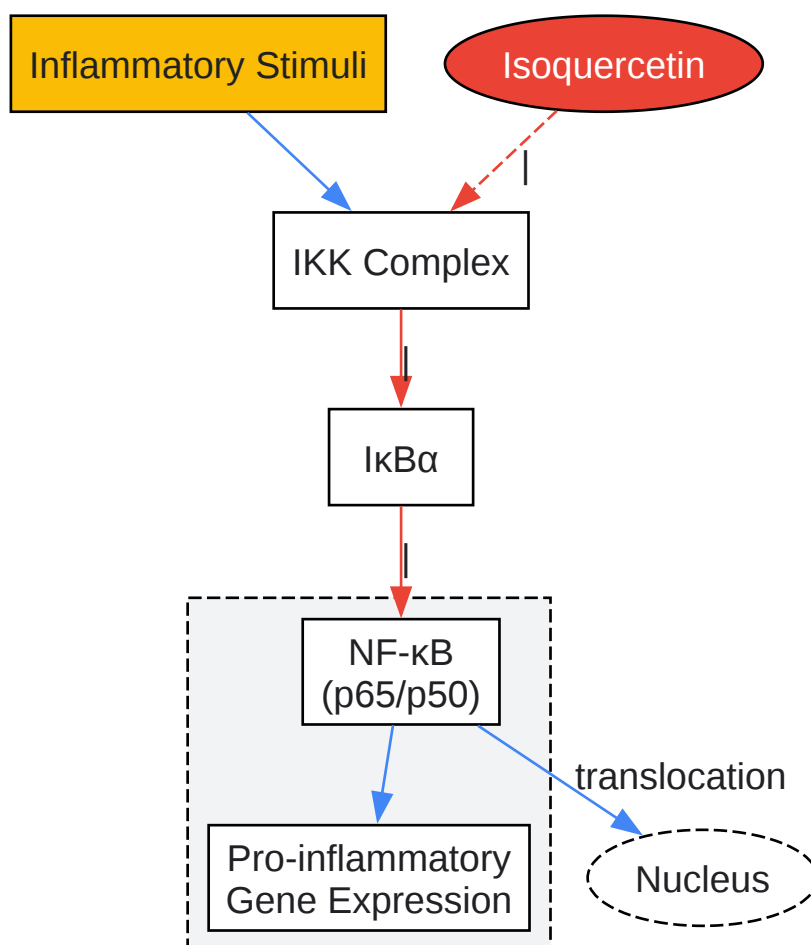 Inflammatory Stimuli
Isoquercetin
|
IKK Complex
|
IκBα
|
NF-κB
(p65/p50)
translocation
Pro-inflammatory
Gene Expression
Nucleus